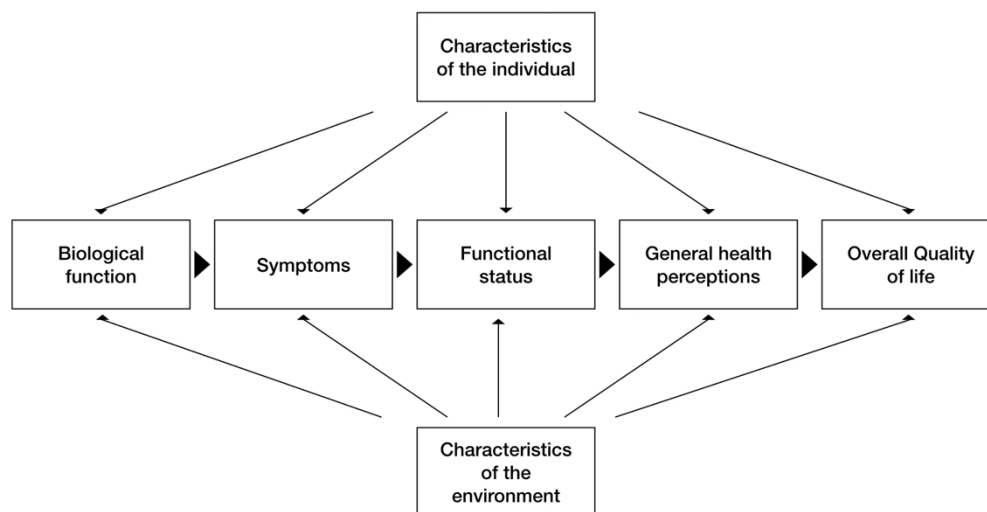 Characteristics
of the individual
Biological
function
Symptoms
Functional
status
General health
perceptions
Overall Quality
of life
Characteristics
of the
environment